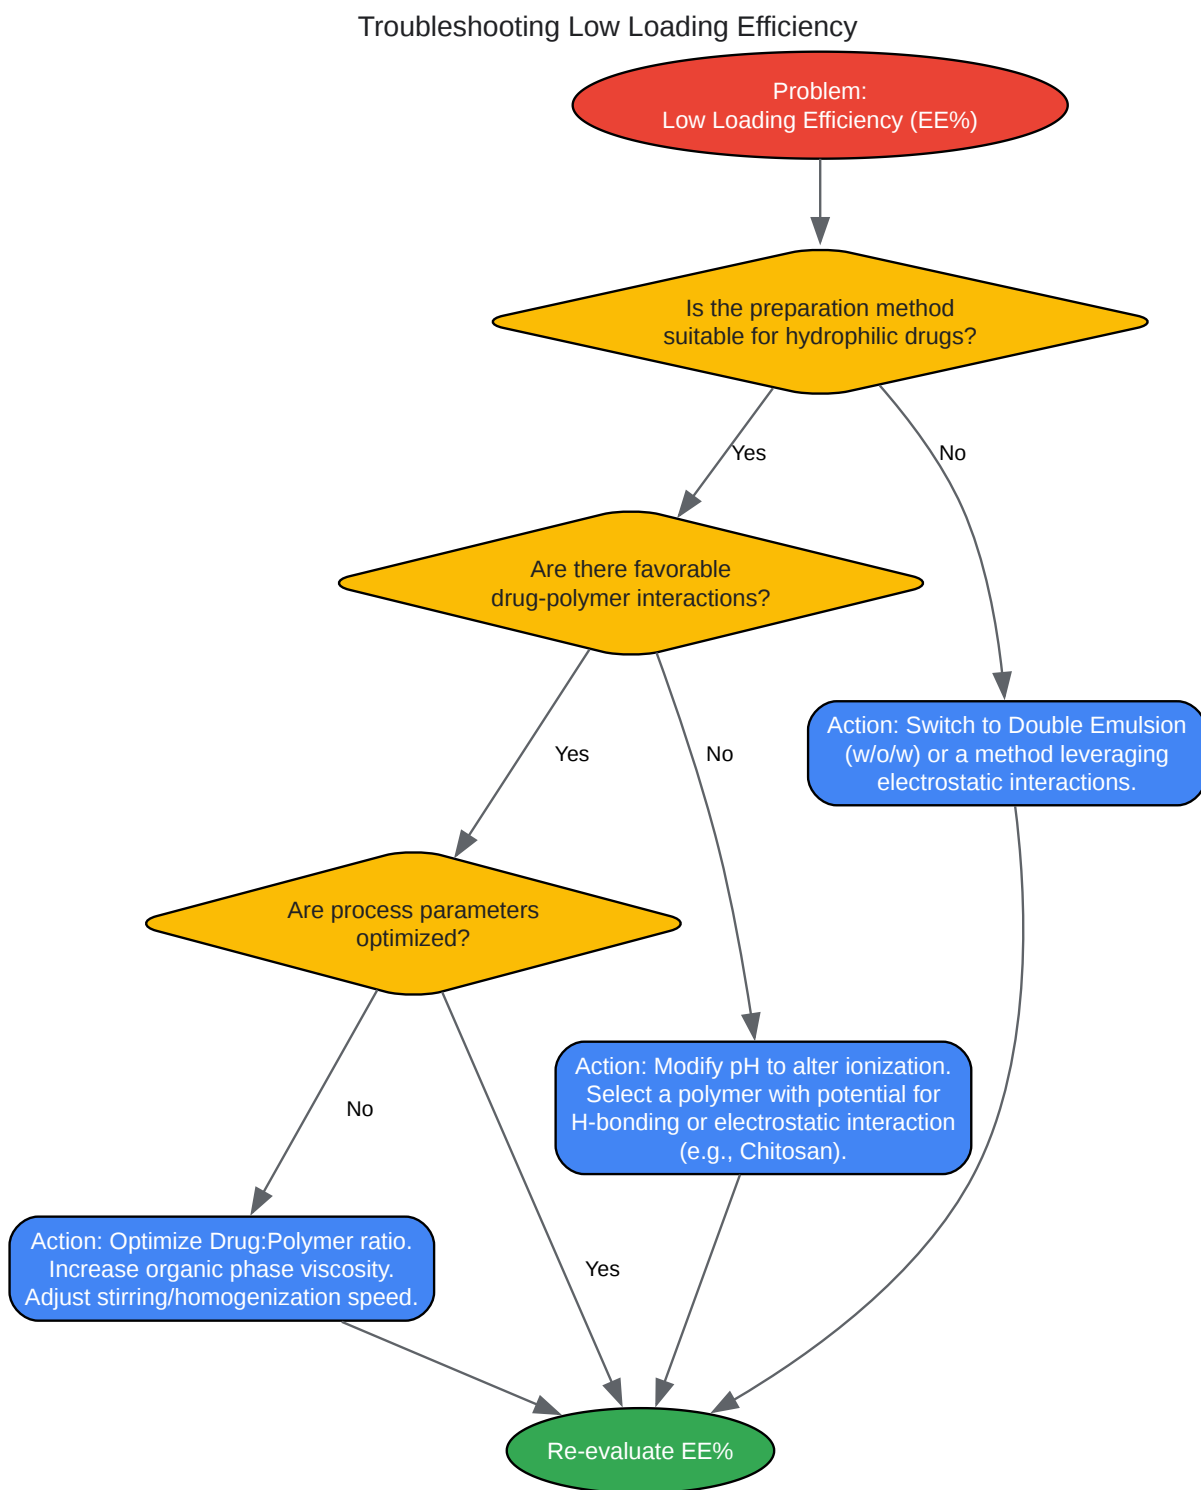 Troubleshooting Low Loading Efficiency
Problem:
Low Loading Efficiency (EE%)
Is the preparation method
suitable for hydrophilic drugs?
Yes
No
Are there favorable
drug-polymer interactions?
Yes
No
Action: Switch to Double Emulsion
(w/o/w) or a method leveraging
electrostatic interactions.
Are process parameters
optimized?
No
Yes
Action: Modify pH to alter ionization.
Select a polymer with potential for
H-bonding or electrostatic interaction
(e.g., Chitosan).
Action: Optimize Drug:Polymer ratio.
Increase organic phase viscosity.
Adjust stirring/homogenization speed.
Re-evaluate EE%